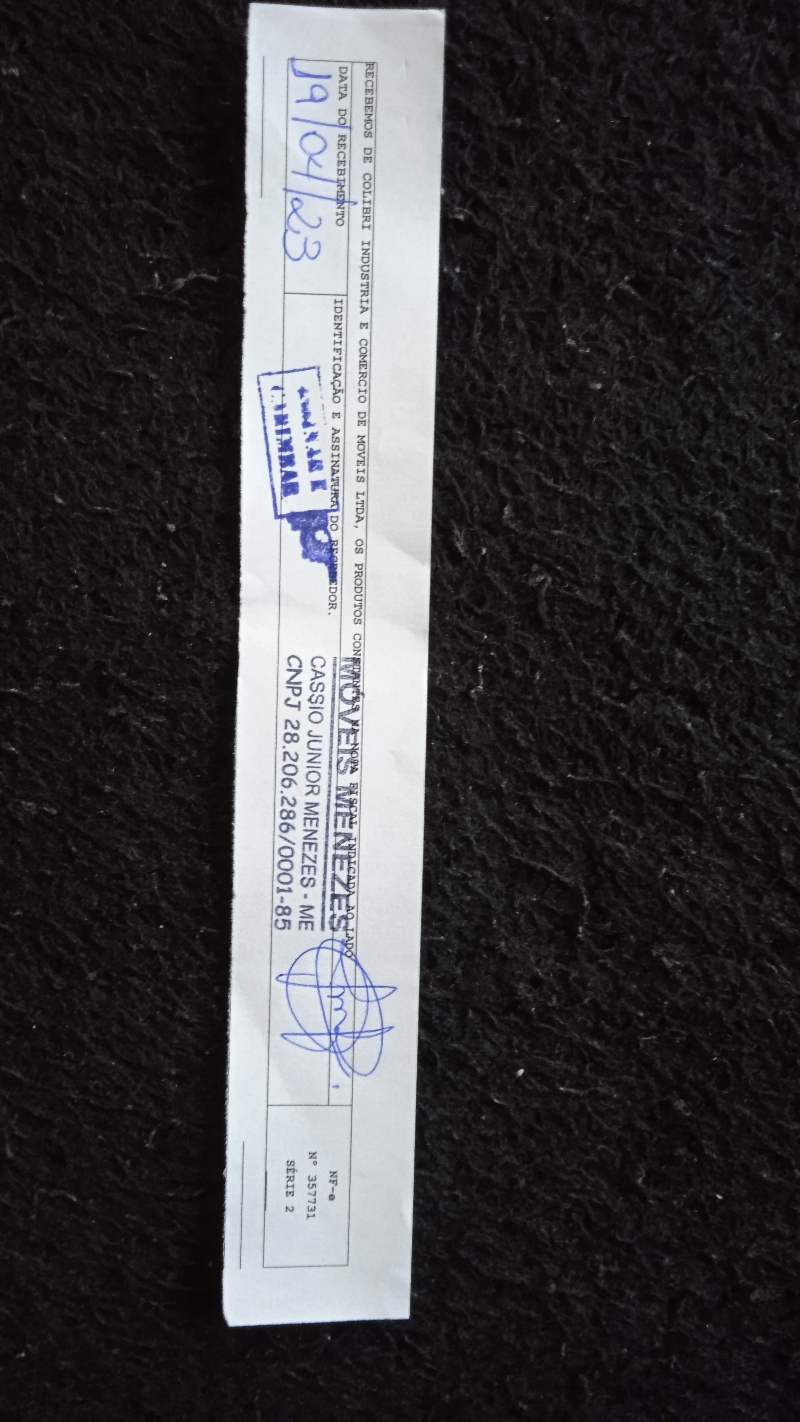 RECEBEMOS DE COLIBRI INDUSTRIA E COMERCIO DE MOVEIS LTDA, OS PRODUTOS CONSTANTES NA NOTA FISCAL INDICADA AO LADO
DATA DO RECEBIMENTO
19/04/23
IDENTIFICAÇÃO E ASSINATURA DO RECEBEDOR.
MÓVEIS MENEZES
CASSIO JUNIOR MENEZES - ME
CNPJ 28.206.286/0001-85
NF-e
Nº 357731
SÉRIE 2